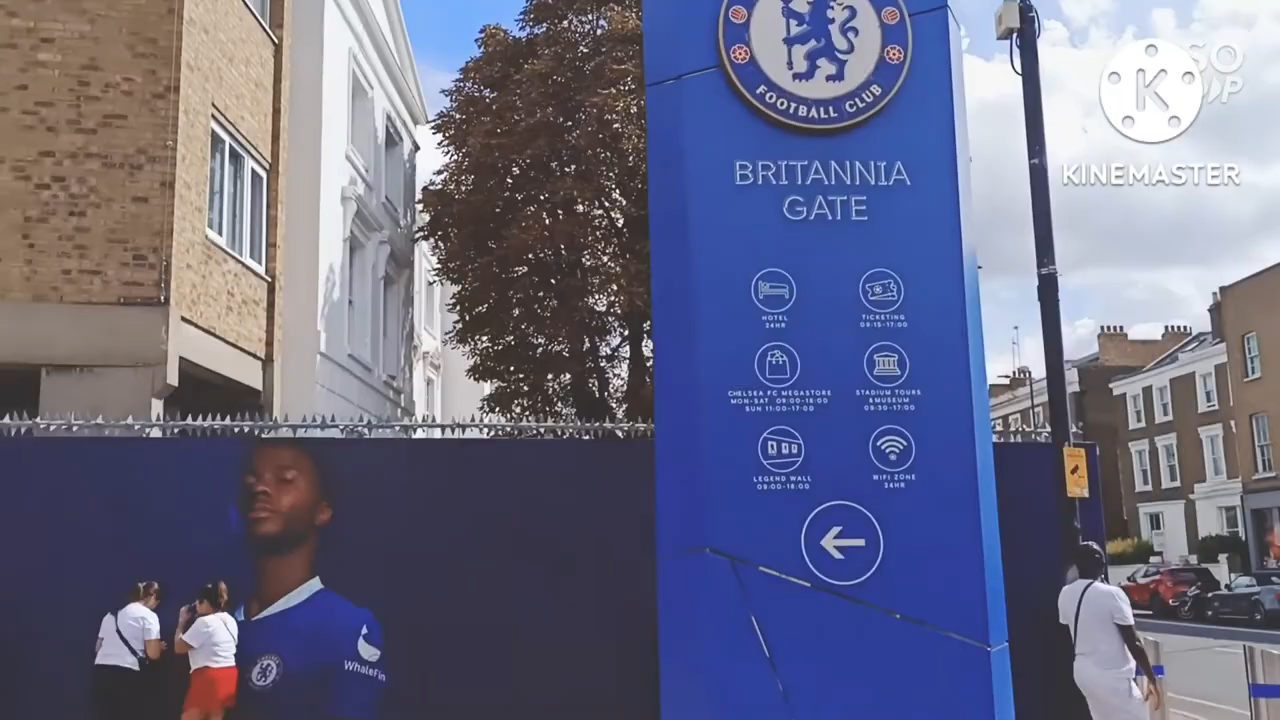 FOOTBALL CLUB
BRITANNIA
GATE
HOTEL
24HR
TICKETING
09:15-17:00
CHELSEA FC MEGASTORE
MON-SAT 09:00-18:00
SUN 11:00-17:00
STADIUM TOURS
& MUSEUM
09:30-17:00
LEGEND WALL
09:00-18:00
WIFI ZONE
24HR
WhaleFin
K
KINEMASTER